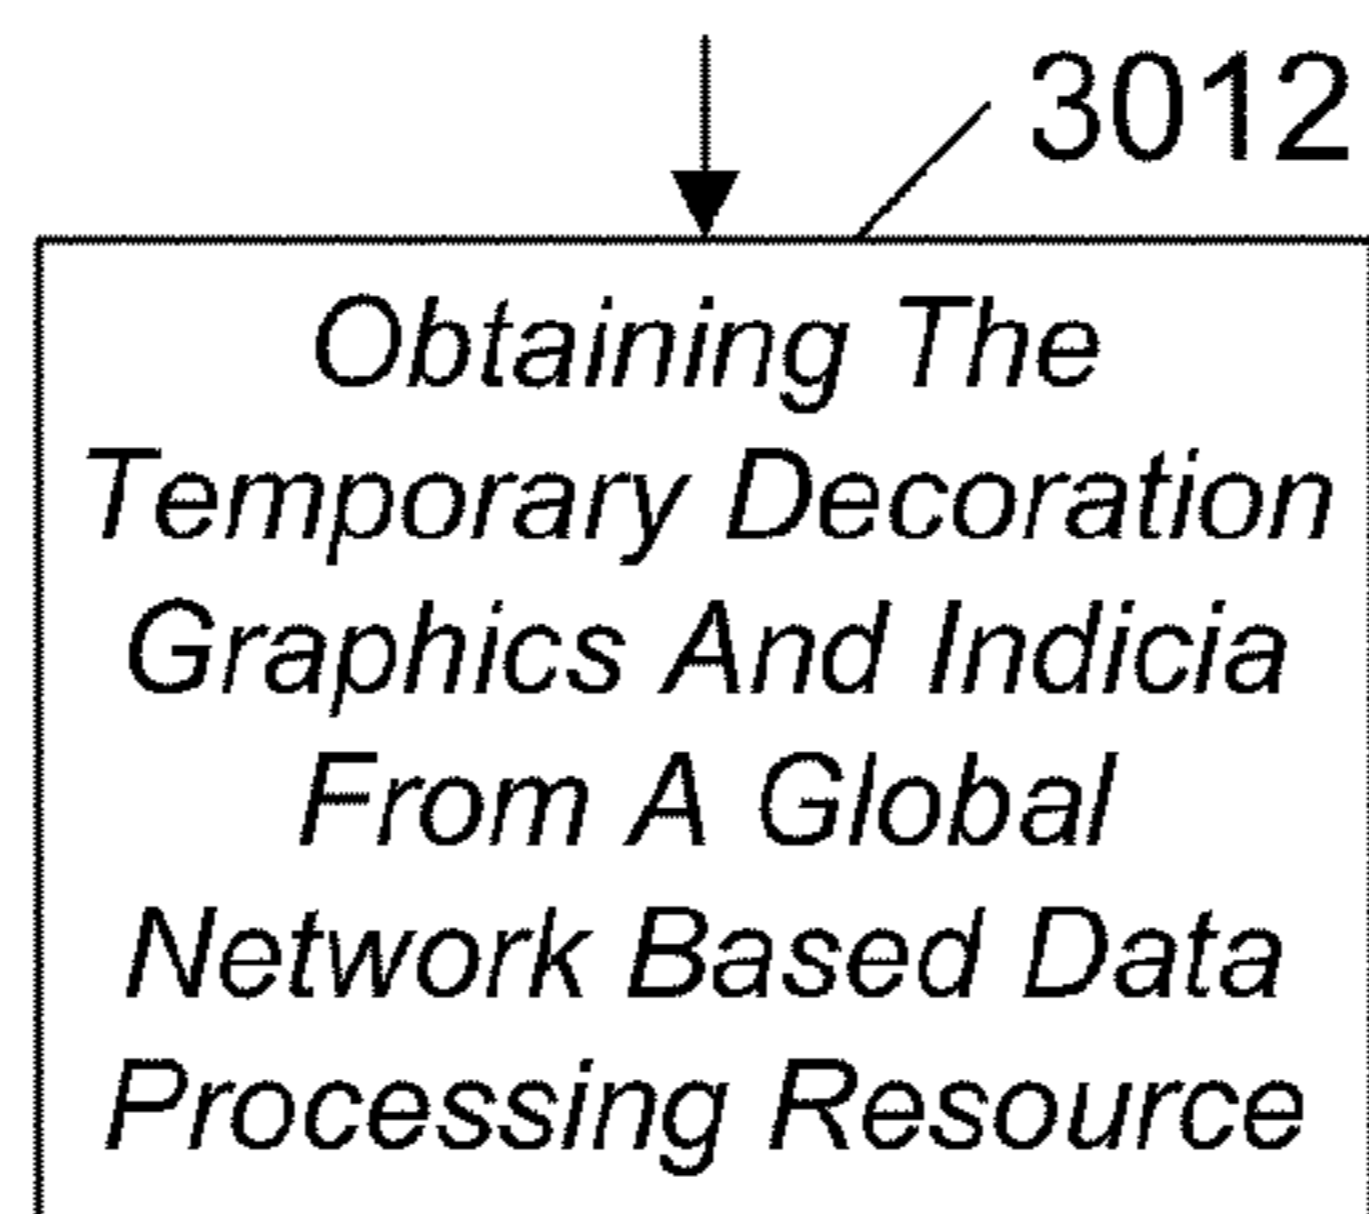 3012
Obtaining The
Temporary Decoration
Graphics And Indicia
From A Global
Network Based Data
Processing Resource